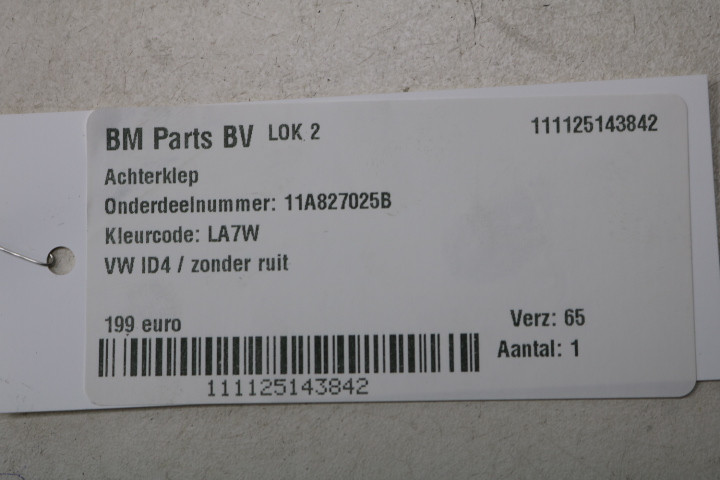 BM Parts BV LOK 2 111125143842
Achterklep
Onderdeelnummer: 11A827025B
Kleurcode: LA7W
VW ID4 / zonder ruit
199 euro Verz: 65
Aantal: 1
111125143842